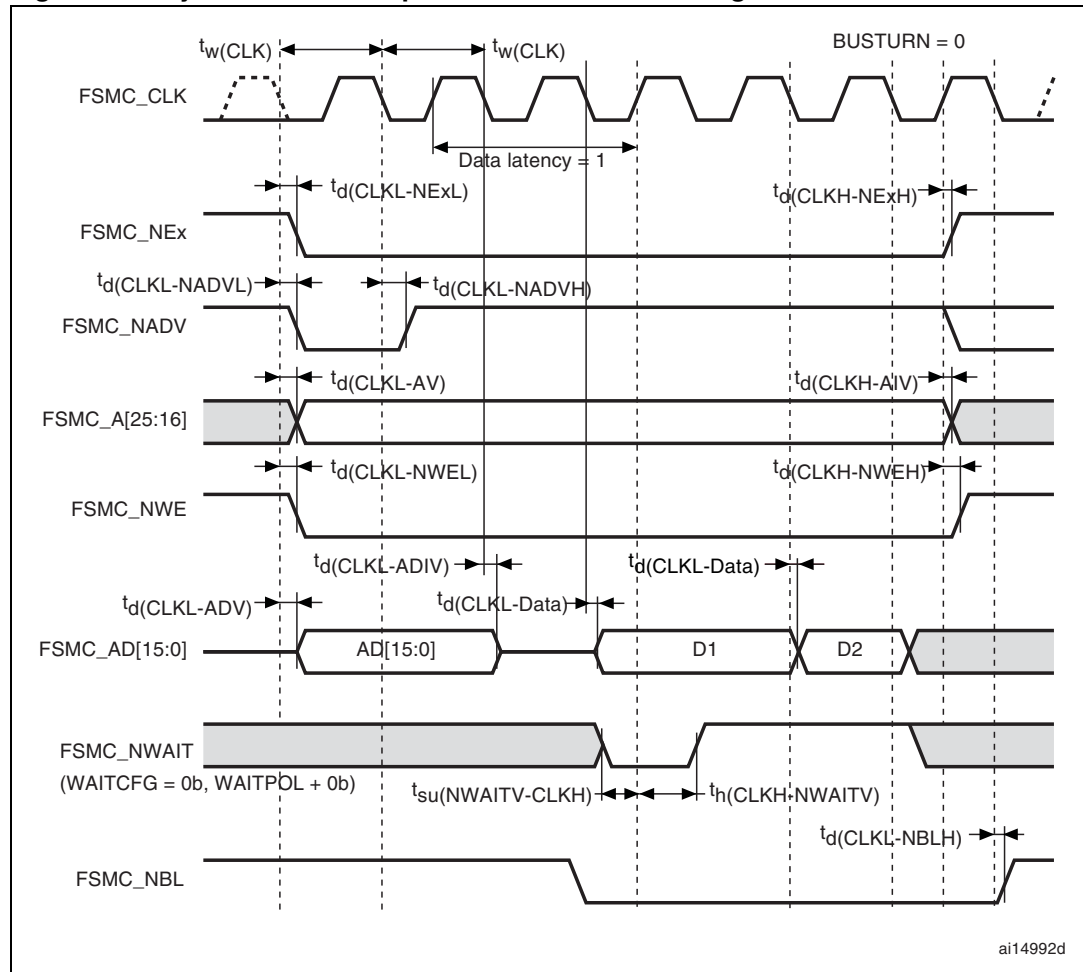 BUSTURN = 0
tw(CLK)
tw(CLK)
FSMC_CLK
Data latency = 1
td(CLKL-NExL)
td(CLKH-NExH)
FSMC_NEx
td(CLKL-NADVL)
td(CLKL-NADVH)
FSMC_NADV
td(CLKL-AV)
td(CLKH-AIV)
FSMC_A[25:16]
td(CLKL-NWEL)
td(CLKH-NWEH)
FSMC_NWE
td(CLKL-ADIV)
td(CLKL-Data)
td(CLKL-ADV)
td(CLKL-Data)
FSMC_AD[15:0]
AD[15:0]
D1
D2
FSMC_NWAIT
(WAITCFG = 0b, WAITPOL + 0b)
tsu(NWAITV-CLKH)
th(CLKH-NWAITV)
td(CLKL-NBLH)
FSMC_NBL
ai14992d